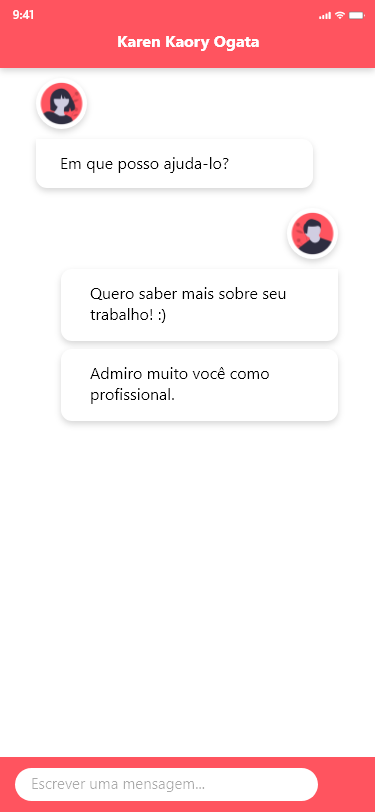 9:41
Karen Kaory Ogata
Em que posso ajuda-lo?
Quero saber mais sobre seu
trabalho! :)
Admiro muito você como
profissional.
Escrever uma mensagem...